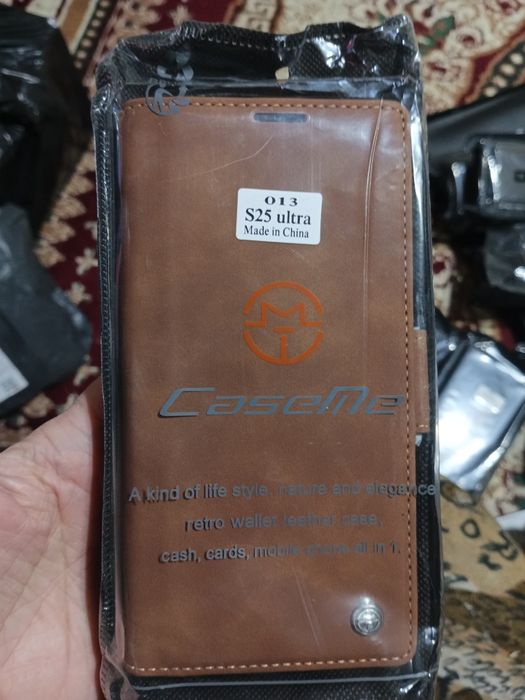 013
S25 ultra
Made in China
CaseMe
A kind of life style, nature and elegance
retro wallet leather case,
cash, cards, mobile phone all in 1.